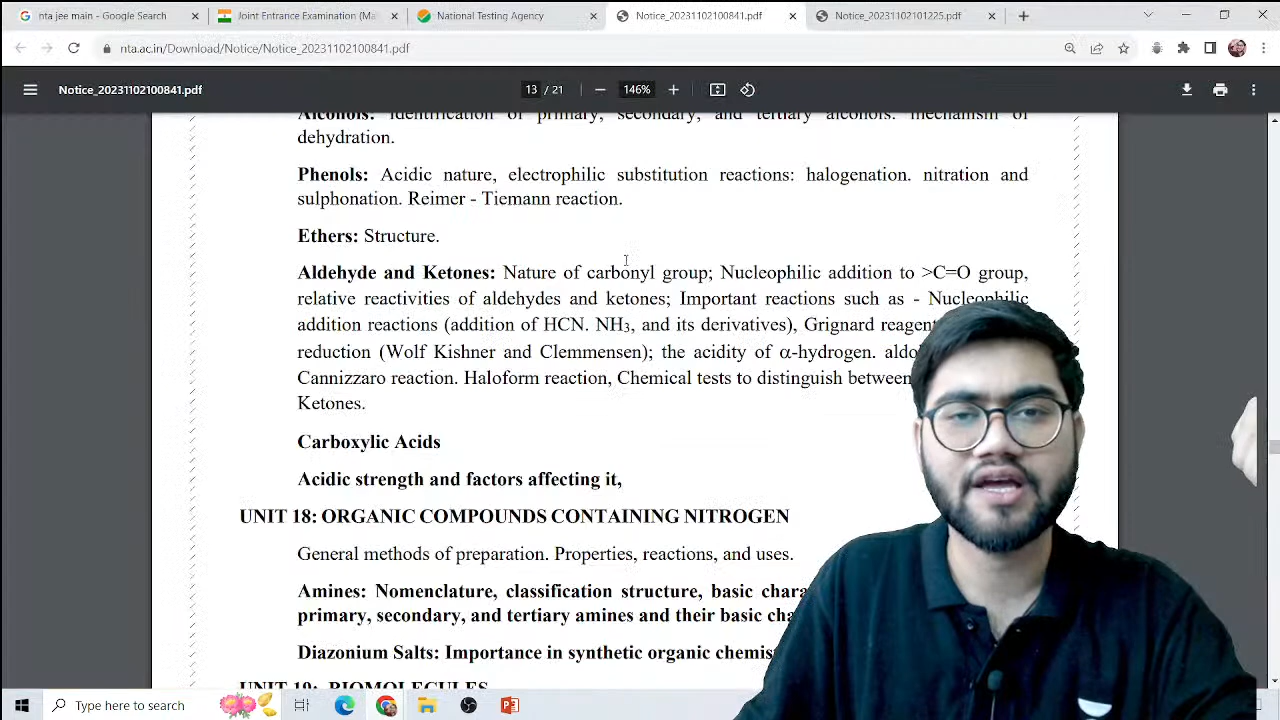 nta jee main - Google Search
Joint Entrance Examination (Ma
National Testing Agency
Notice_20231102100841.pdf
Notice_20231102101225.pdf
nta.ac.in/Download/Notice/Notice_20231102100841.pdf
Notice_20231102100841.pdf
13 / 21
146%
Alcohols: Identification of primary, secondary, and tertiary alcohols. mechanism of
dehydration.
Phenols: Acidic nature, electrophilic substitution reactions: halogenation. nitration and
sulphonation. Reimer - Tiemann reaction.
Ethers: Structure.
Aldehyde and Ketones: Nature of carbonyl group; Nucleophilic addition to >C=O group,
relative reactivities of aldehydes and ketones; Important reactions such as - Nucleophilic
addition reactions (addition of HCN. NH3, and its derivatives), Grignard reagent
reduction (Wolf Kishner and Clemmensen); the acidity of α-hydrogen.
Cannizzaro reaction. Haloform reaction, Chemical tests to distinguish between
Ketones.
Carboxylic Acids
Acidic strength and factors affecting it,
UNIT 18: ORGANIC COMPOUNDS CONTAINING NITROGEN
General methods of preparation. Properties, reactions, and uses.
Amines: Nomenclature, classification structure, basic
primary, secondary, and tertiary amines and their basic
Diazonium Salts: Importance in synthetic organic
UNIT 19: BIOMOLECULES
Type here to search